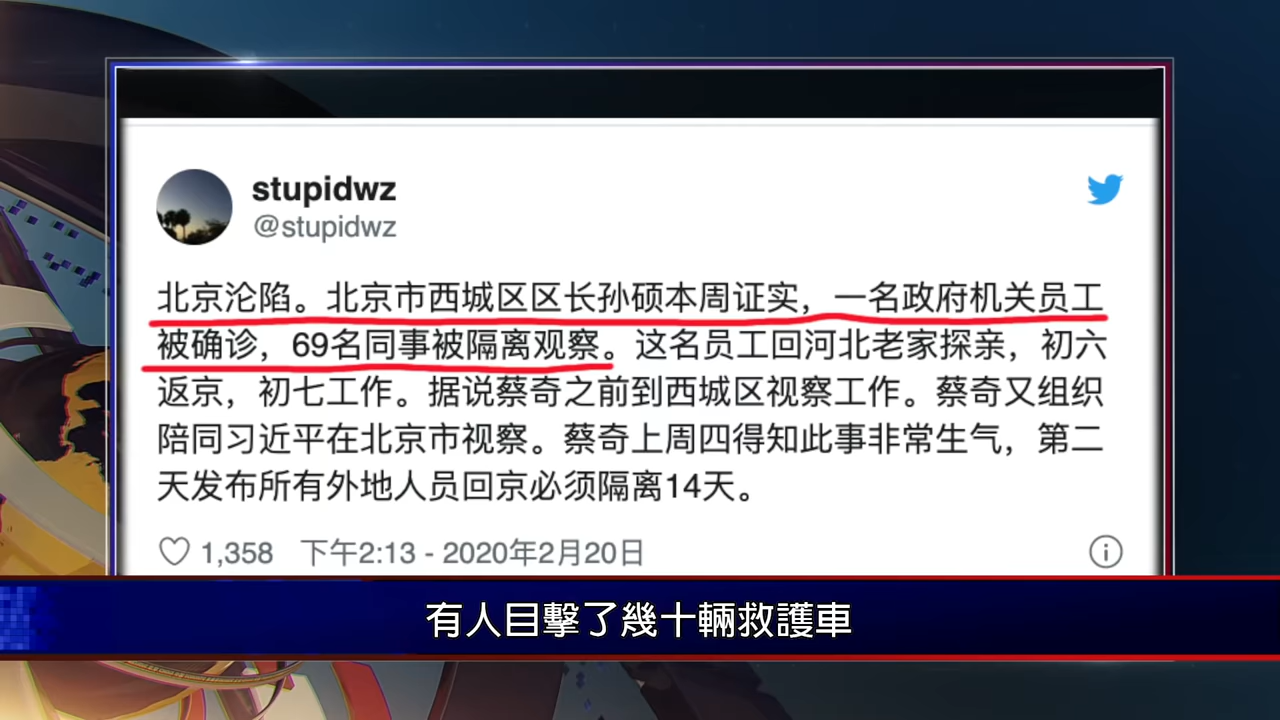 stupidwz
@stupidwz
北京沦陷。北京市西城区区长孙硕本周证实，一名政府机关员工
被确诊，69名同事被隔离观察。这名员工回河北老家探亲，初六
返京，初七工作。据说蔡奇之前到西城区视察工作。蔡奇又组织
陪同习近平在北京市视察。蔡奇上周四得知此事非常生气，第二
天发布所有外地人员回京必须隔离14天。
1,358 下午2:13 - 2020年2月20日
有人目擊了幾十輛救護車